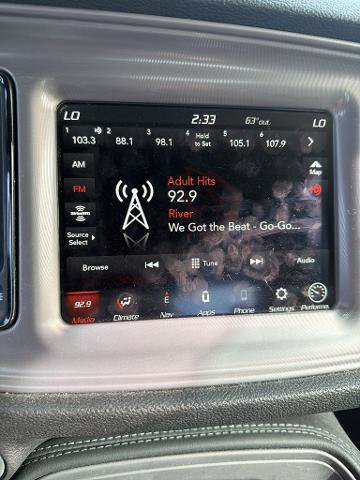 LO 2:33 63°out. LO
1 2 3 4 5 6
103.3 88.1 98.1 Hold to Set 105.1 107.9
AM
Map
FM
Adult Hits
92.9
SiriusXM
River
We Got the Beat - Go-Go...
Source
Select
Browse Tune Audio
92.9
Media Climate Nav Apps Phone Settings Performa
E